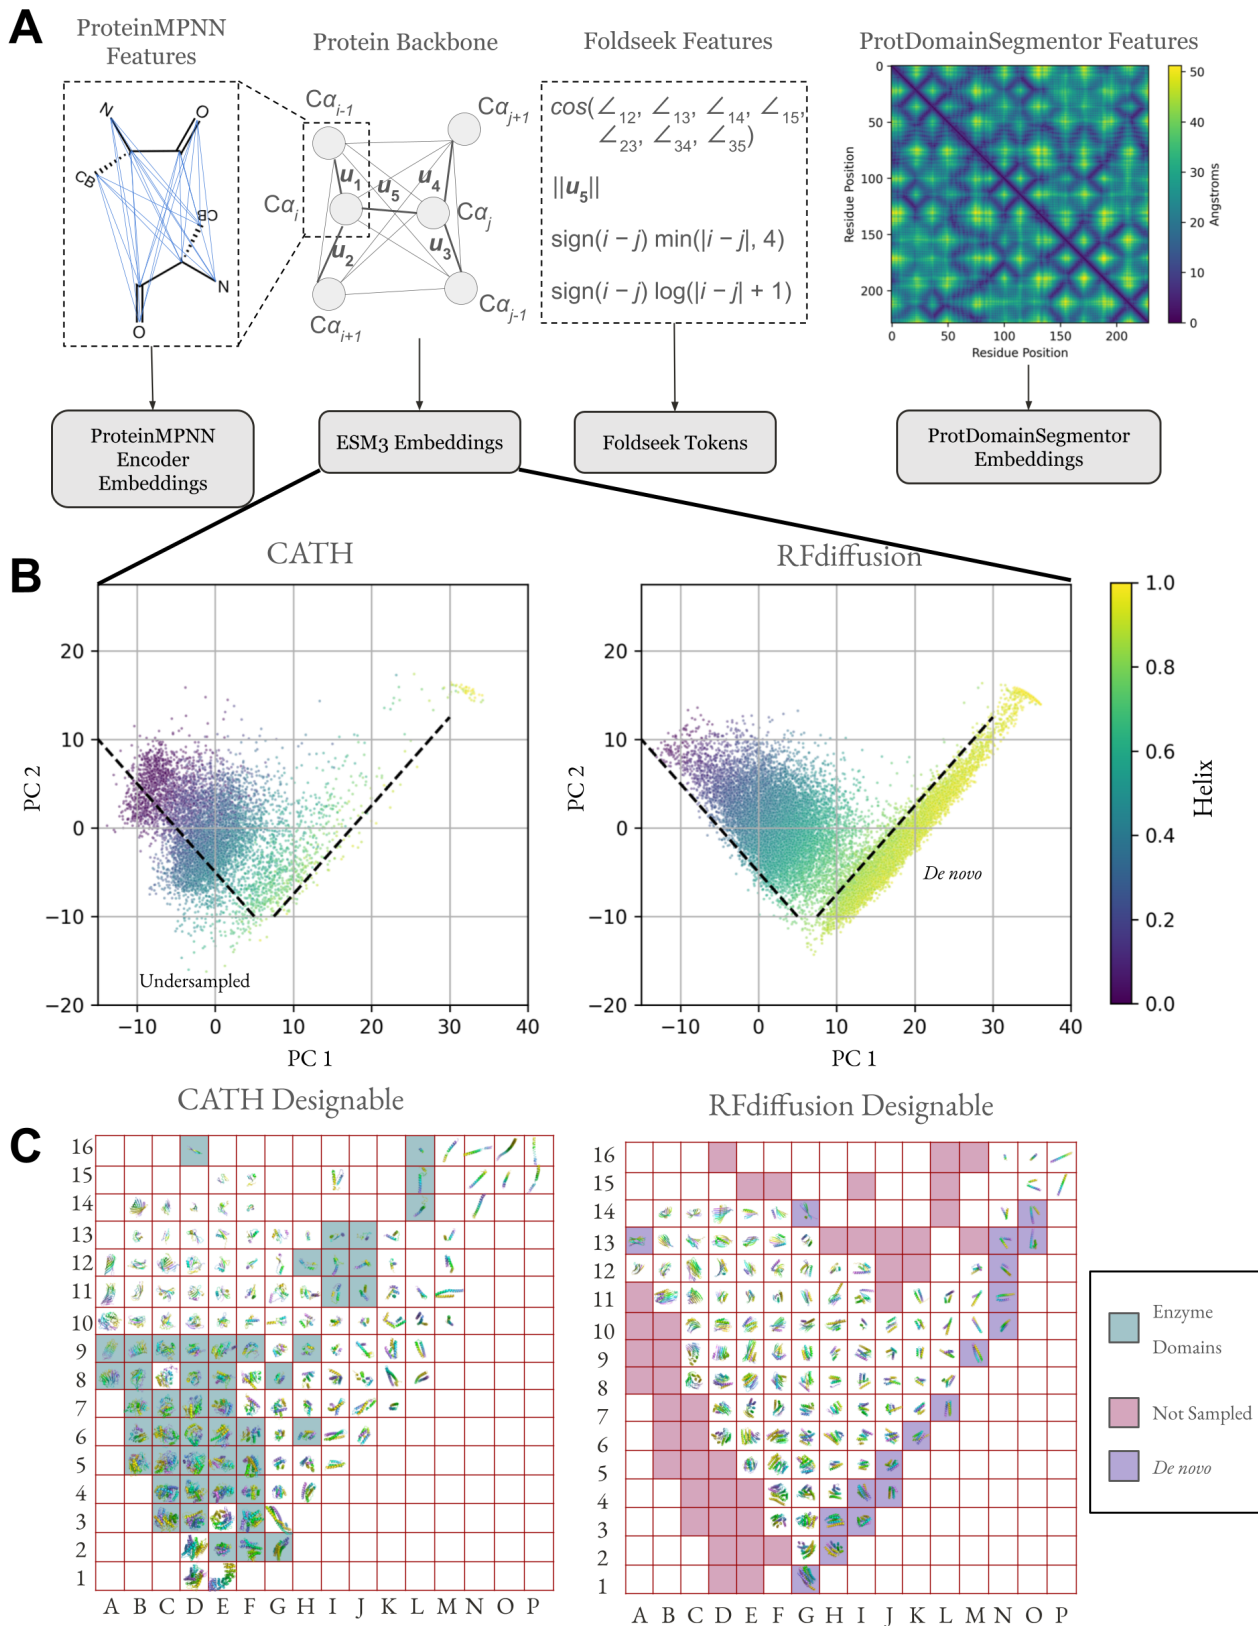 A
ProteinMPNN
Features
Protein Backbone
Foldseek Features
ProtDomainSegmentor Features
N
O
CB
CB
N
O
Cα_{i-1}
Cα_{j+1}
u_1
u_5
u_4
Cα_i
Cα_j
u_2
u_3
Cα_{i+1}
Cα_{j-1}
cos(∠_{12}, ∠_{13}, ∠_{14}, ∠_{15},
∠_{23}, ∠_{34}, ∠_{35})
||u_5||
sign(i − j) min(|i − j|, 4)
sign(i − j) log(|i − j| + 1)
0
50
100
150
200
Residue Position
0 50 100 150 200
Residue Position
50
40
30
20
10
0
Angstroms
ProteinMPNN
Encoder
Embeddings
ESM3 Embeddings
Foldseek Tokens
ProtDomainSegmentor
Embeddings
B
CATH
RFdiffusion
20
10
0
−10
−20
PC 2
Undersampled
−10 0 10 20 30 40
PC 1
20
10
0
−10
−20
PC 2
De novo
−10 0 10 20 30 40
PC 1
1.0
0.8
0.6
0.4
0.2
0.0
Helix
C
CATH Designable
RFdiffusion Designable
16
15
14
13
12
11
10
9
8
7
6
5
4
3
2
1
A B C D E F G H I J K L M N O P
16
15
14
13
12
11
10
9
8
7
6
5
4
3
2
1
A B C D E F G H I J K L M N O P
Enzyme
Domains
Not Sampled
De novo